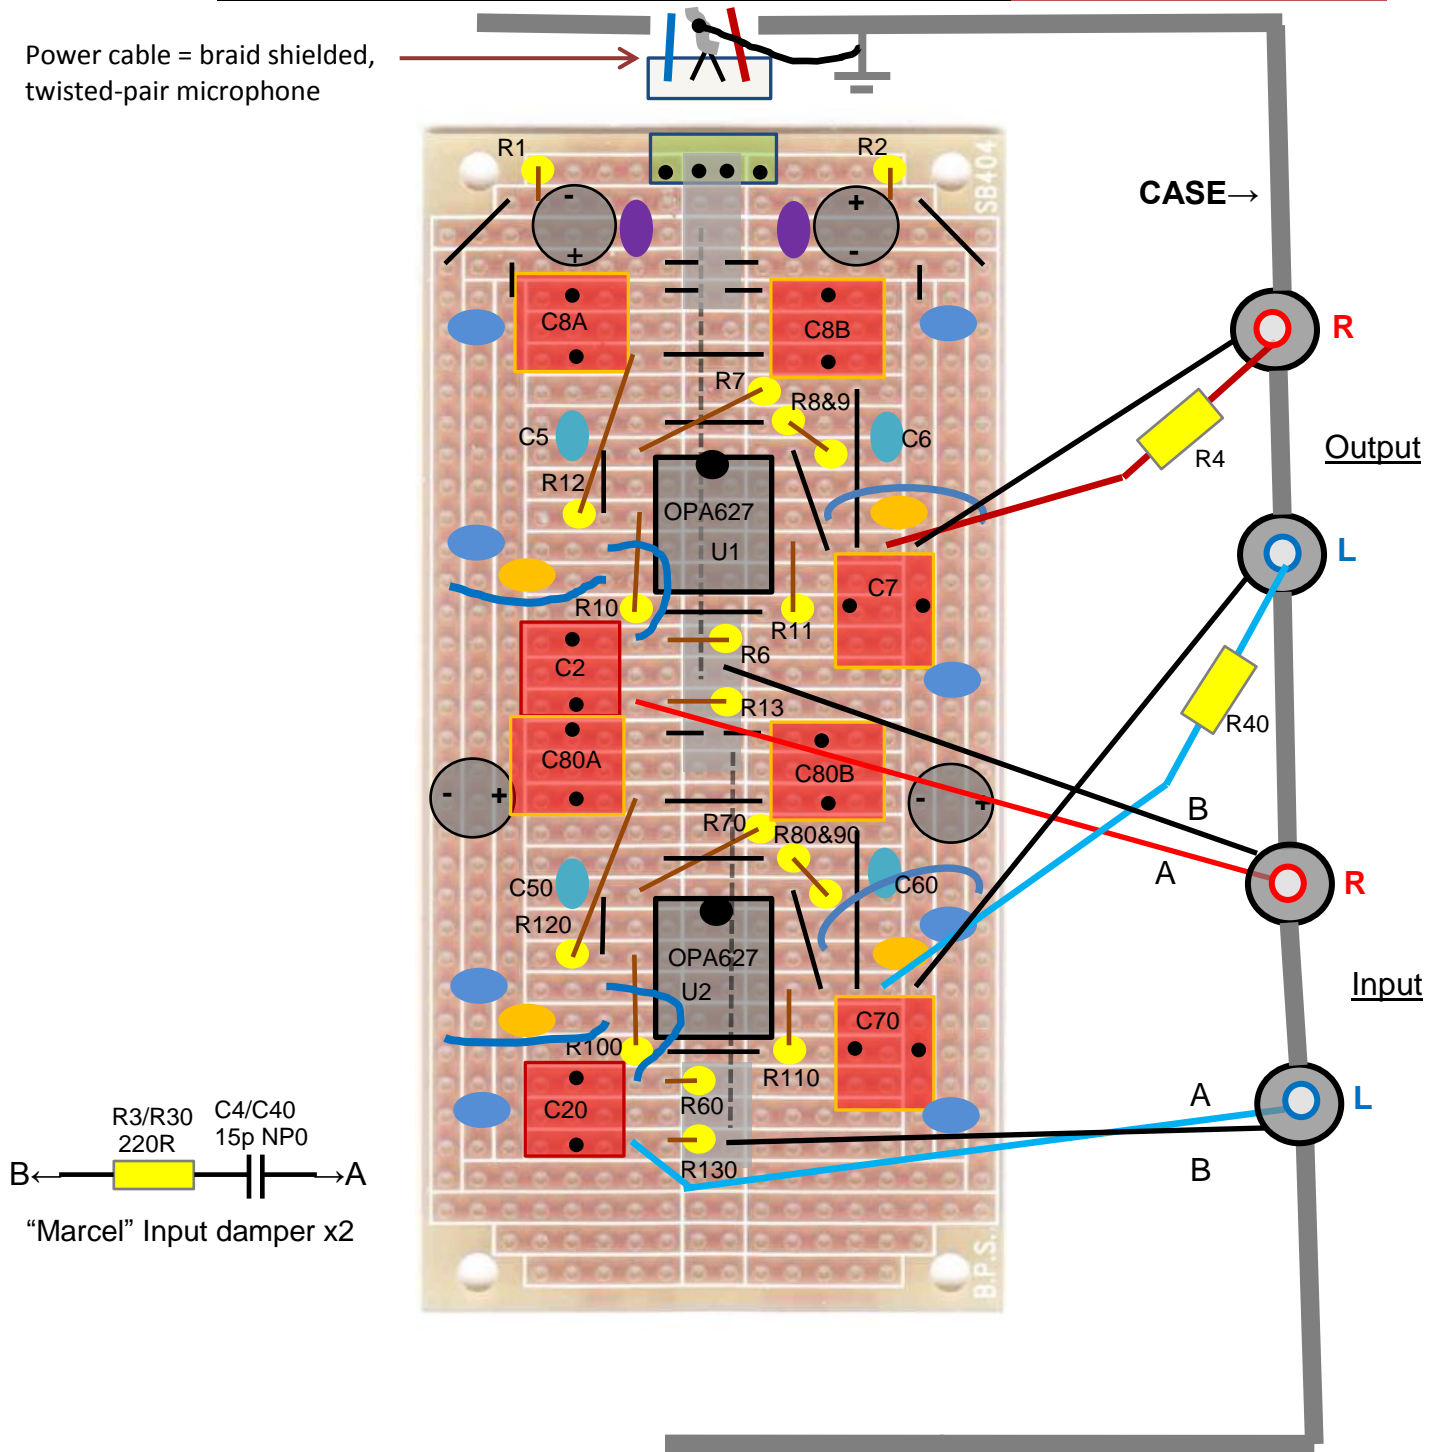 Power cable = braid shielded,
twisted-pair microphone
R1
R2
SB404
CASE→
- +
+ -
C8A
C8B
R
R7
R8&9
C5
C6
R4
Output
R12
OPA627
U1
L
C7
R10
R11
C2
R6
R13
R40
C80A
C80B
- +
- +
B
R70
R80&90
A
R
C50
C60
R120
OPA627
U2
Input
C70
R100
R110
C20
R60
A
L
R3/R30
220R
C4/C40
15p NP0
R130
B
B← →A
“Marcel” Input damper x2
B.P.S.